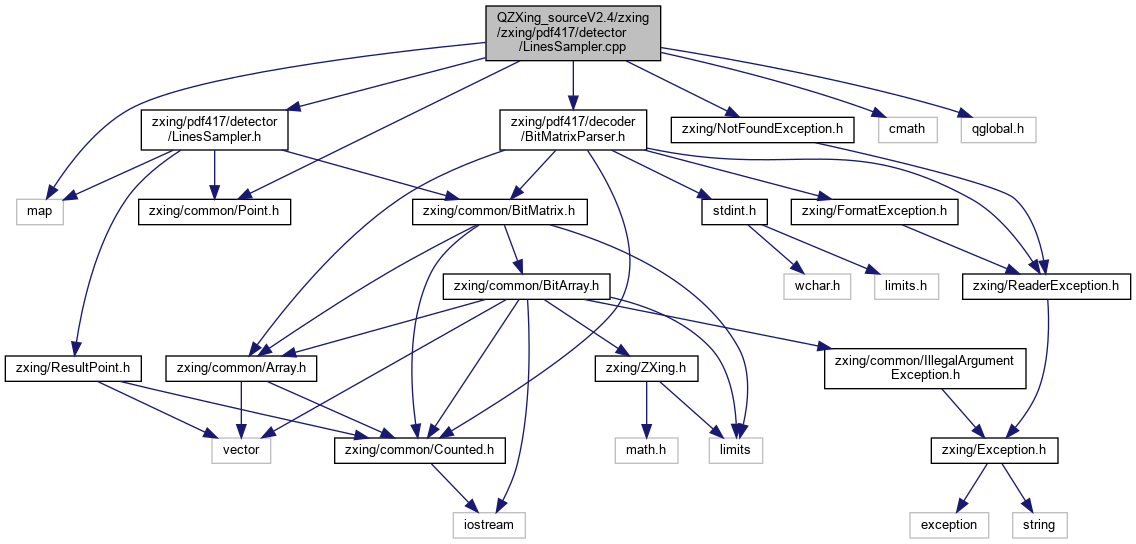 QZXing_sourceV2.4/zxing
/zxing/pdf417/detector
/LinesSampler.cpp
zxing/pdf417/detector
/LinesSampler.h
zxing/pdf417/decoder
/BitMatrixParser.h
zxing/NotFoundException.h
cmath
qglobal.h
map
zxing/common/Point.h
zxing/common/BitMatrix.h
stdint.h
zxing/FormatException.h
zxing/common/BitArray.h
wchar.h
limits.h
zxing/ReaderException.h
zxing/ResultPoint.h
zxing/common/Array.h
zxing/ZXing.h
zxing/common/IllegalArgument
Exception.h
vector
zxing/common/Counted.h
math.h
limits
zxing/Exception.h
iostream
exception
string